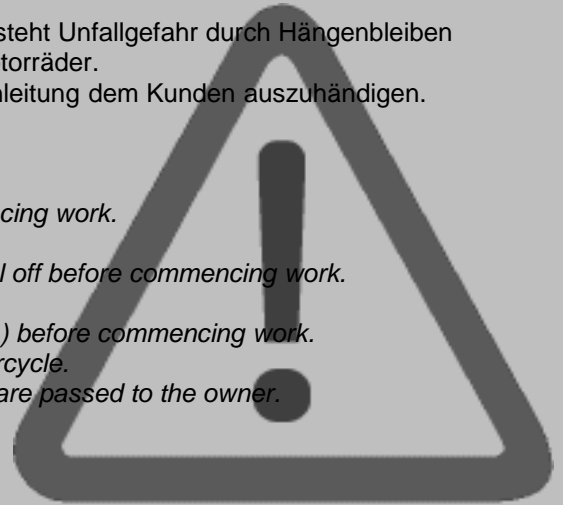 steht Unfallgefahr durch Hängenbleiben
torräder.
nleitung dem Kunden auszuhändigen.
cing work.
l off before commencing work.
) before commencing work.
rcycle.
are passed to the owner.